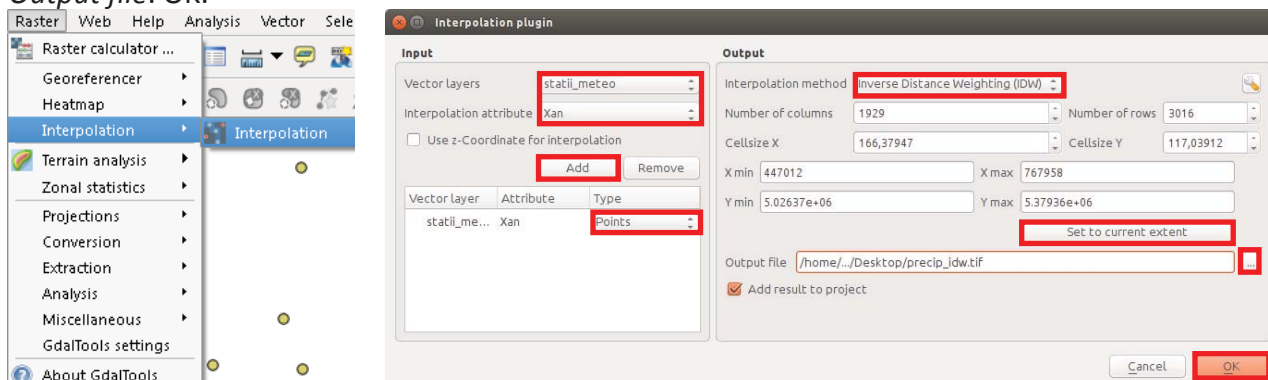 Output file. OK.
Raster Web Help Analysis Vector Sele
Raster calculator ...
Georeferencer
Heatmap
Interpolation
Interpolation
Terrain analysis
Zonal statistics
Projections
Conversion
Extraction
Analysis
Miscellaneous
GdalTools settings
About GdalTools
Interpolation plugin
Input
Vector layers statii_meteo
Interpolation attribute Xan
Use z-Coordinate for interpolation
Add Remove
Vector layer Attribute Type
statii_me... Xan Points
Output
Interpolation method Inverse Distance Weighting (IDW)
Number of columns 1929 Number of rows 3016
Cellsize X 166,37947 Cellsize Y 117,03912
X min 447012 X max 767958
Y min 5.02637e+06 Y max 5.37936e+06
Set to current extent
Output file /home/.../Desktop/precip_idw.tif ...
Add result to project
Cancel OK